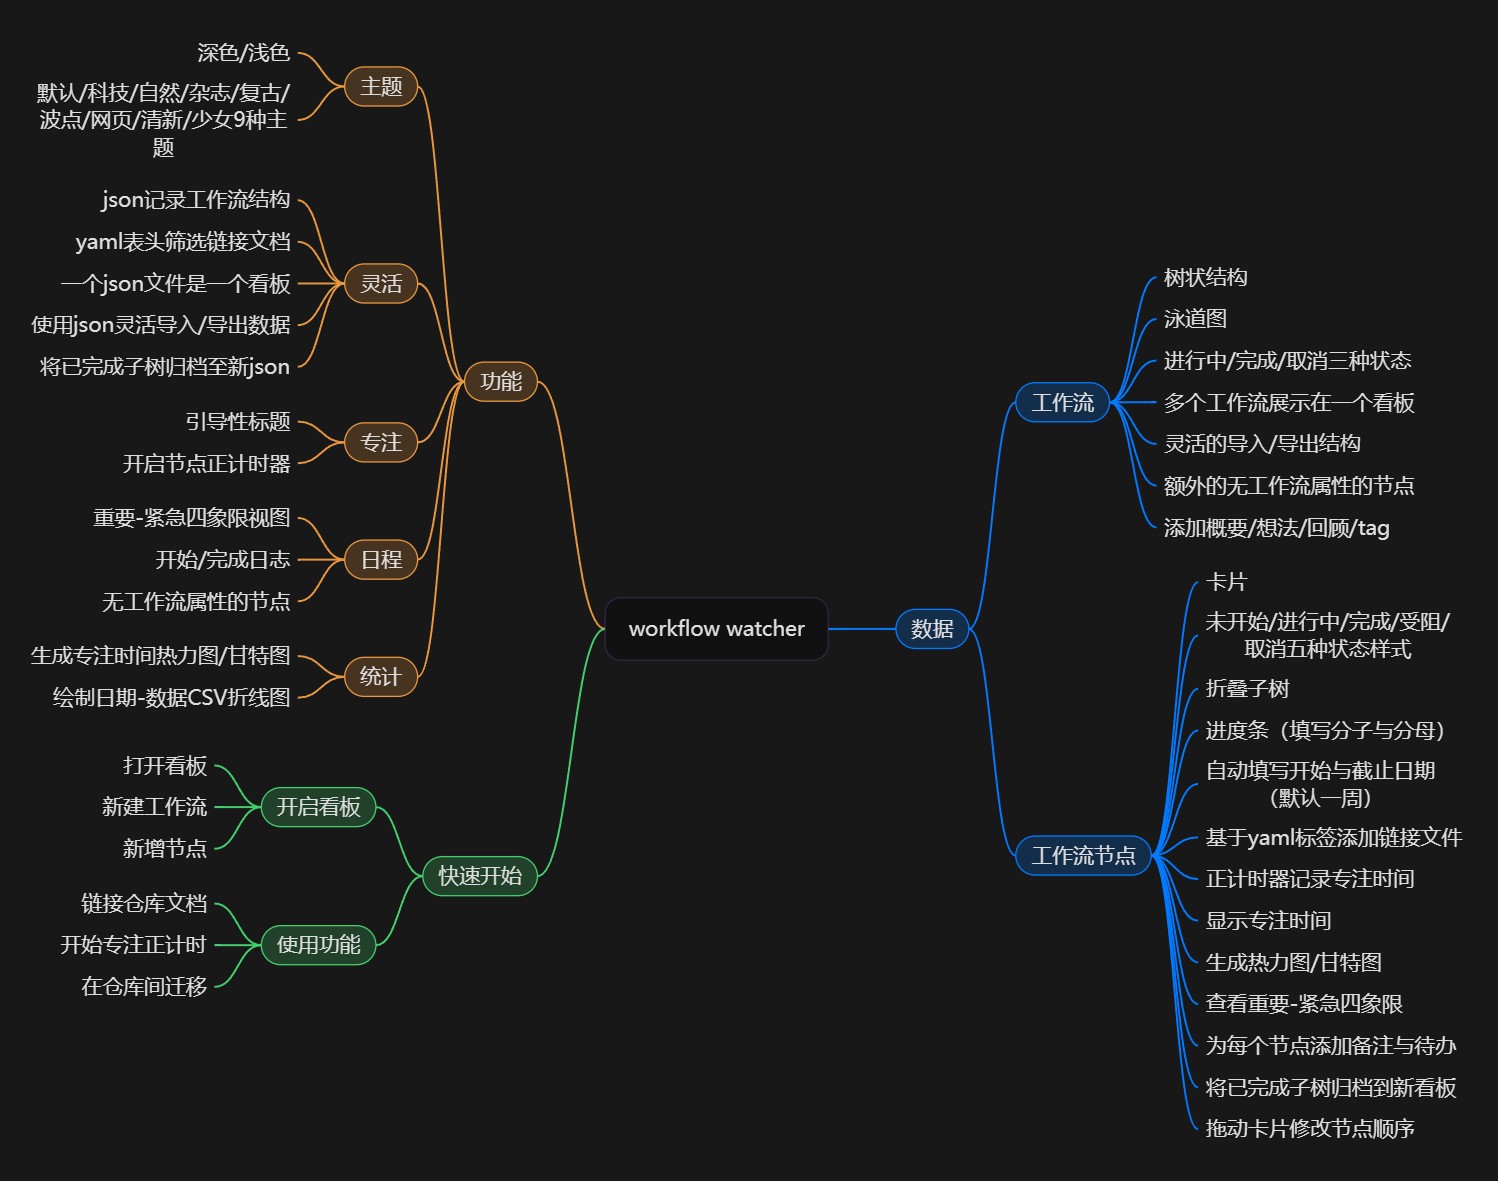 深色/浅色
默认/科技/自然/杂志/复古/
波点/网页/清新/少女9种主
题
主题
json记录工作流结构
yaml表头筛选链接文档
一个json文件是一个看板
使用json灵活导入/导出数据
将已完成子树归档至新json
灵活
引导性标题
开启节点正计时器
专注
重要-紧急四象限视图
开始/完成日志
无工作流属性的节点
日程
生成专注时间热力图/甘特图
绘制日期-数据CSV折线图
统计
功能
打开看板
新建工作流
新增节点
开启看板
链接仓库文档
开始专注正计时
在仓库间迁移
使用功能
快速开始
workflow watcher
数据
工作流
树状结构
泳道图
进行中/完成/取消三种状态
多个工作流展示在一个看板
灵活的导入/导出结构
额外的无工作流属性的节点
添加概要/想法/回顾/tag
工作流节点
卡片
未开始/进行中/完成/受阻/
取消五种状态样式
折叠子树
进度条（填写分子与分母）
自动填写开始与截止日期
（默认一周）
基于yaml标签添加链接文件
正计时器记录专注时间
显示专注时间
生成热力图/甘特图
查看重要-紧急四象限
为每个节点添加备注与待办
将已完成子树归档到新看板
拖动卡片修改节点顺序